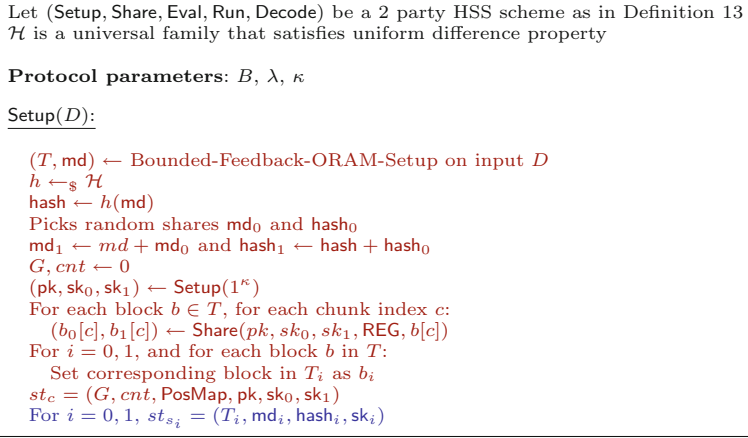 Let (Setup, Share, Eval, Run, Decode) be a 2 party HSS scheme as in Definition 13
ℋ is a universal family that satisfies uniform difference property
Protocol parameters: B, λ, κ
Setup(D):
(T, md) ← Bounded-Feedback-ORAM-Setup on input D
h ←$ ℋ
hash ← h(md)
Picks random shares md₀ and hash₀
md₁ ← md + md₀ and hash₁ ← hash + hash₀
G, cnt ← 0
(pk, sk₀, sk₁) ← Setup(1^κ)
For each block b ∈ T, for each chunk index c:
(b₀[c], b₁[c]) ← Share(pk, sk₀, sk₁, REG, b[c])
For i = 0, 1, and for each block b in T:
Set corresponding block in Tᵢ as bᵢ
st_c = (G, cnt, PosMap, pk, sk₀, sk₁)
For i = 0, 1, st_{s_i} = (Tᵢ, mdᵢ, hashᵢ, skᵢ)